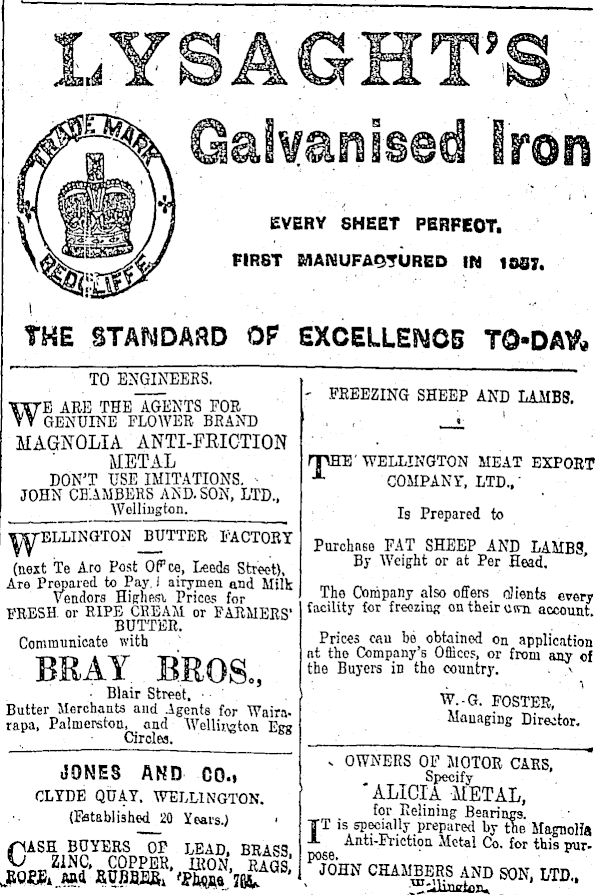 LYSAGHT'S
TRADE MARK
REDCLIFFE
Galvanised Iron
EVERY SHEET PERFECT.
FIRST MANUFACTURED IN 1857.
THE STANDARD OF EXCELLENCE TO-DAY.
TO ENGINEERS.
WE ARE THE AGENTS FOR
GENUINE FLOWER BRAND
MAGNOLIA ANTI-FRICTION
METAL
DON'T USE IMITATIONS.
JOHN CHAMBERS AND SON, LTD.,
Wellington.
WELLINGTON BUTTER FACTORY
(next Te Aro Post Office, Leeds Street),
Are Prepared to Pay Dairymen and Milk
Vendors Highest Prices for
FRESH or RIPE CREAM or FARMERS'
BUTTER.
Communicate with
BRAY BROS.,
Blair Street,
Butter Merchants and Agents for Waira-
rapa, Palmerston, and Wellington Egg
Circles.
JONES AND CO.,
CLYDE QUAY, WELLINGTON.
(Established 20 Years.)
CASH BUYERS OF LEAD, BRASS,
ZINC, COPPER, IRON, RAGS,
ROPE, and RUBBER, 'Phone
FREEZING SHEEP AND LAMBS.
THE WELLINGTON MEAT EXPORT
COMPANY, LTD.,
Is Prepared to
Purchase FAT SHEEP AND LAMBS,
By Weight or at Per Head.
The Company also offers clients every
facility for freezing on their own account.
Prices can be obtained on application
at the Company's Offices, or from any of
the Buyers in the country.
W. G. FOSTER,
Managing Director.
OWNERS OF MOTOR CARS,
Specify
ALICIA METAL,
for Relining Bearings.
IT is specially prepared by the Magnolia
Anti-Friction Metal Co. for this pur-
pose.
JOHN CHAMBERS AND SON, LTD.,
Wellington.